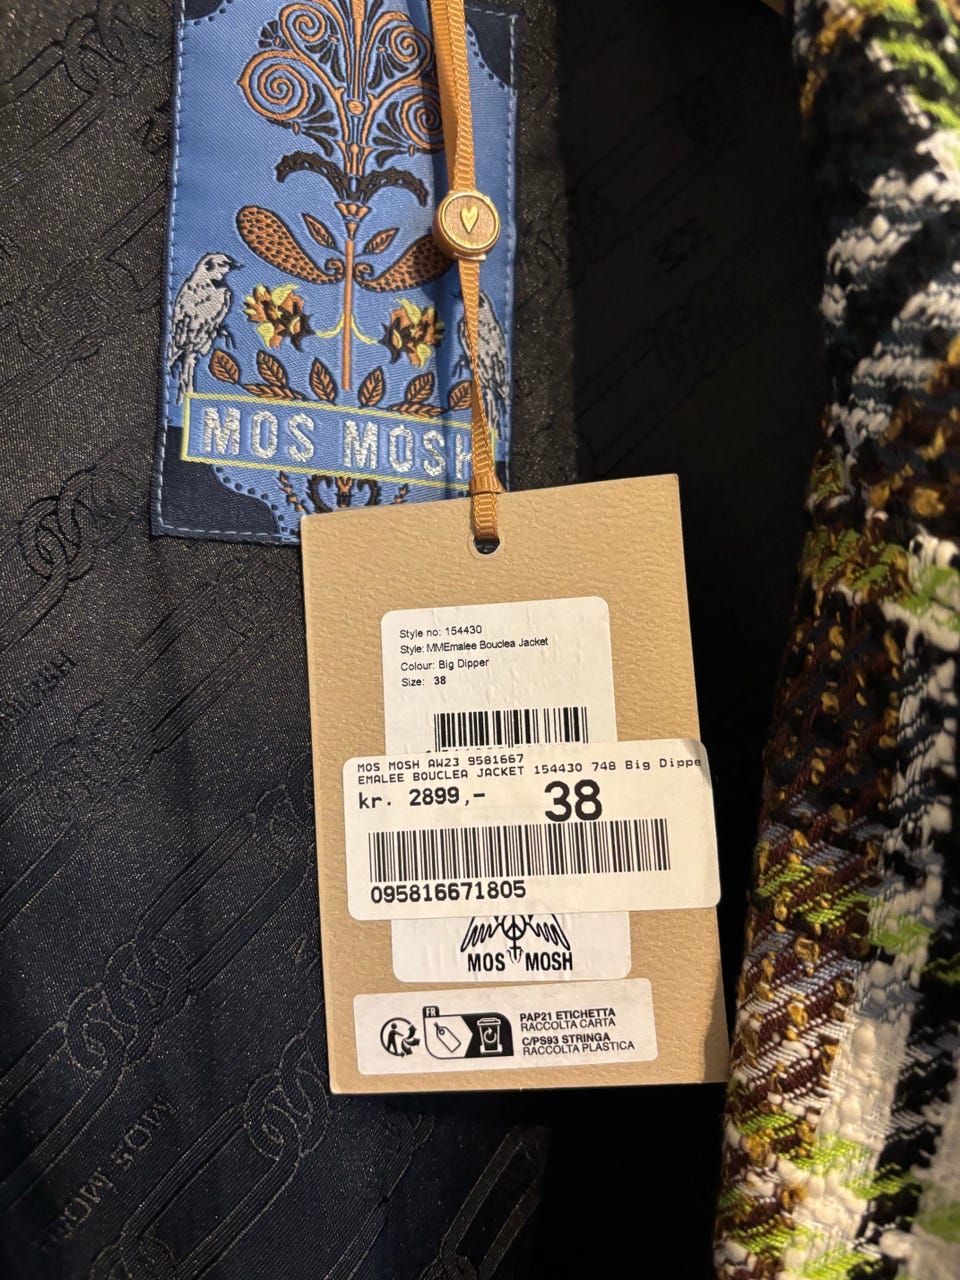 MOS MOSH
Style no: 154430
Style: MMEmalee Bouclea Jacket
Colour: Big Dipper
Size: 38
MOS MOSH AW23 9581667
EMALEE BOUCLEA JACKET 154430 748 Big Dippe
kr. 2899,- 38
095816671805
MOS MOSH
FR
PAP21 ETICHETTA
RACCOLTA CARTA
C/PS93 STRINGA
RACCOLTA PLASTICA
MOS MOSH